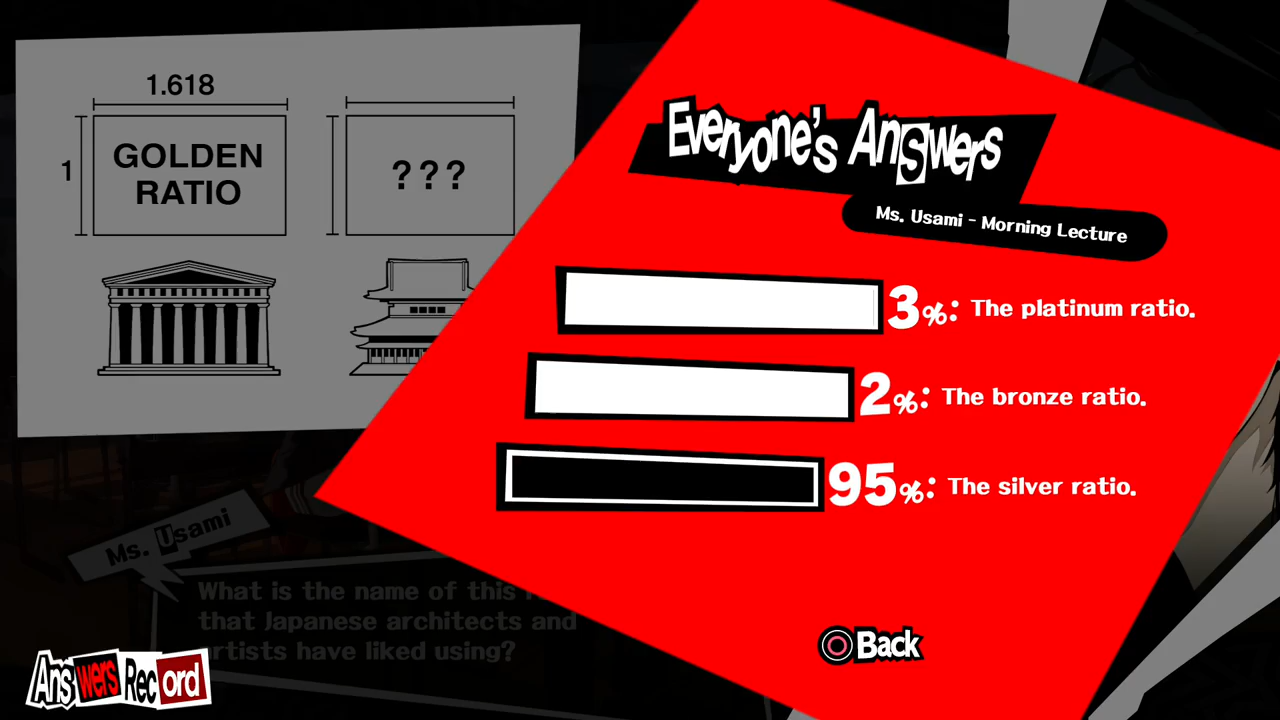 1.618
1
GOLDEN
RATIO
???
Everyone's Answers
Ms. Usami - Morning Lecture
3%: The platinum ratio.
2%: The bronze ratio.
95%: The silver ratio.
Ms. Usami
What is the name of this
that Japanese architects and
artists have liked using?
Back
Answers Record